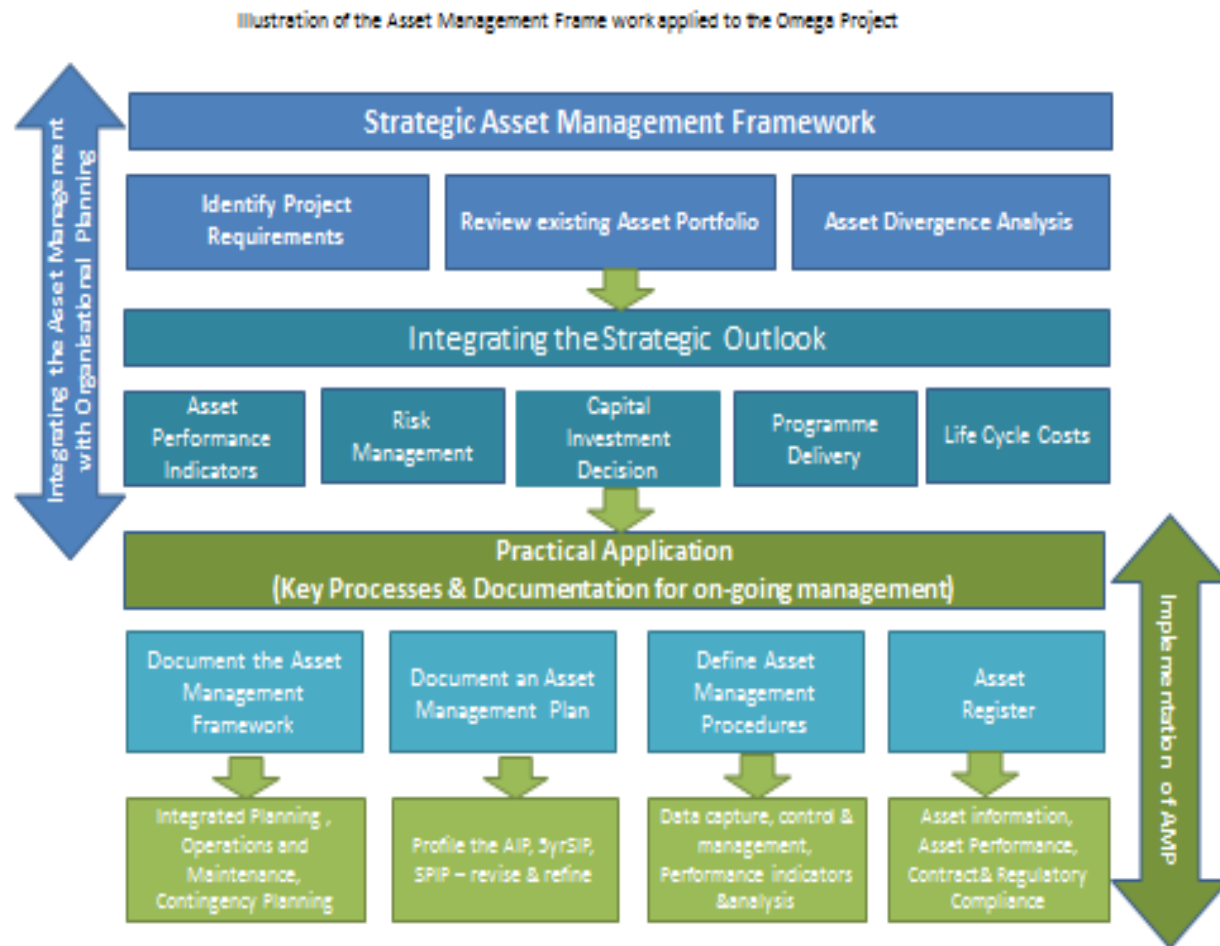 Illustration of the Asset Management Frame work applied to the Omega Project
Integrating the Asset Management
with Organisational Planning
Strategic Asset Management Framework
Identify Project
Requirements
Review existing Asset Portfolio
Asset Divergence Analysis
Integrating the Strategic Outlook
Asset
Performance
Indicators
Risk
Management
Capital
Investment
Decision
Programme
Delivery
Life Cycle Costs
Practical Application
(Key Processes & Documentation for on-going management)
Implementation of AMP
Document the Asset
Management
Framework
Document an Asset
Management Plan
Define Asset
Management
Procedures
Asset
Register
Integrated Planning ,
Operations and
Maintenance,
Contingency Planning
Profile the AIP, 5yrSIP,
SPIP – revise & refine
Data capture, control &
management,
Performance indicators
&analysis
Asset information,
Asset Performance,
Contract& Regulatory
Compliance